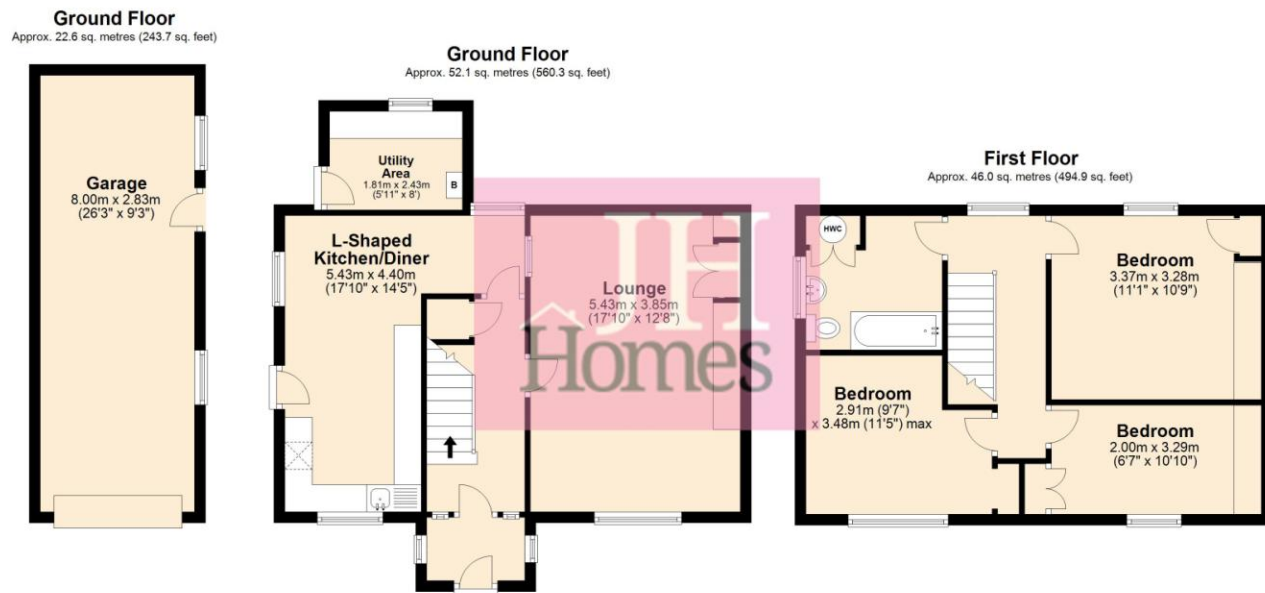 Ground Floor
Approx. 22.6 sq. metres (243.7 sq. feet)
Garage
8.00m x 2.83m
(26'3" x 9'3")
Ground Floor
Approx. 52.1 sq. metres (560.3 sq. feet)
Utility
Area
1.81m x 2.43m
(5'11" x 8')
B
L-Shaped
Kitchen/Diner
5.43m x 4.40m
(17'10" x 14'5")
Lounge
5.43m x 3.85m
(17'10" x 12'8")
JH
Homes
First Floor
Approx. 46.0 sq. metres (494.9 sq. feet)
HWC
Bedroom
3.37m x 3.28m
(11'1" x 10'9")
Bedroom
2.91m (9'7")
x 3.48m (11'5") max
Bedroom
2.00m x 3.29m
(6'7" x 10'10")